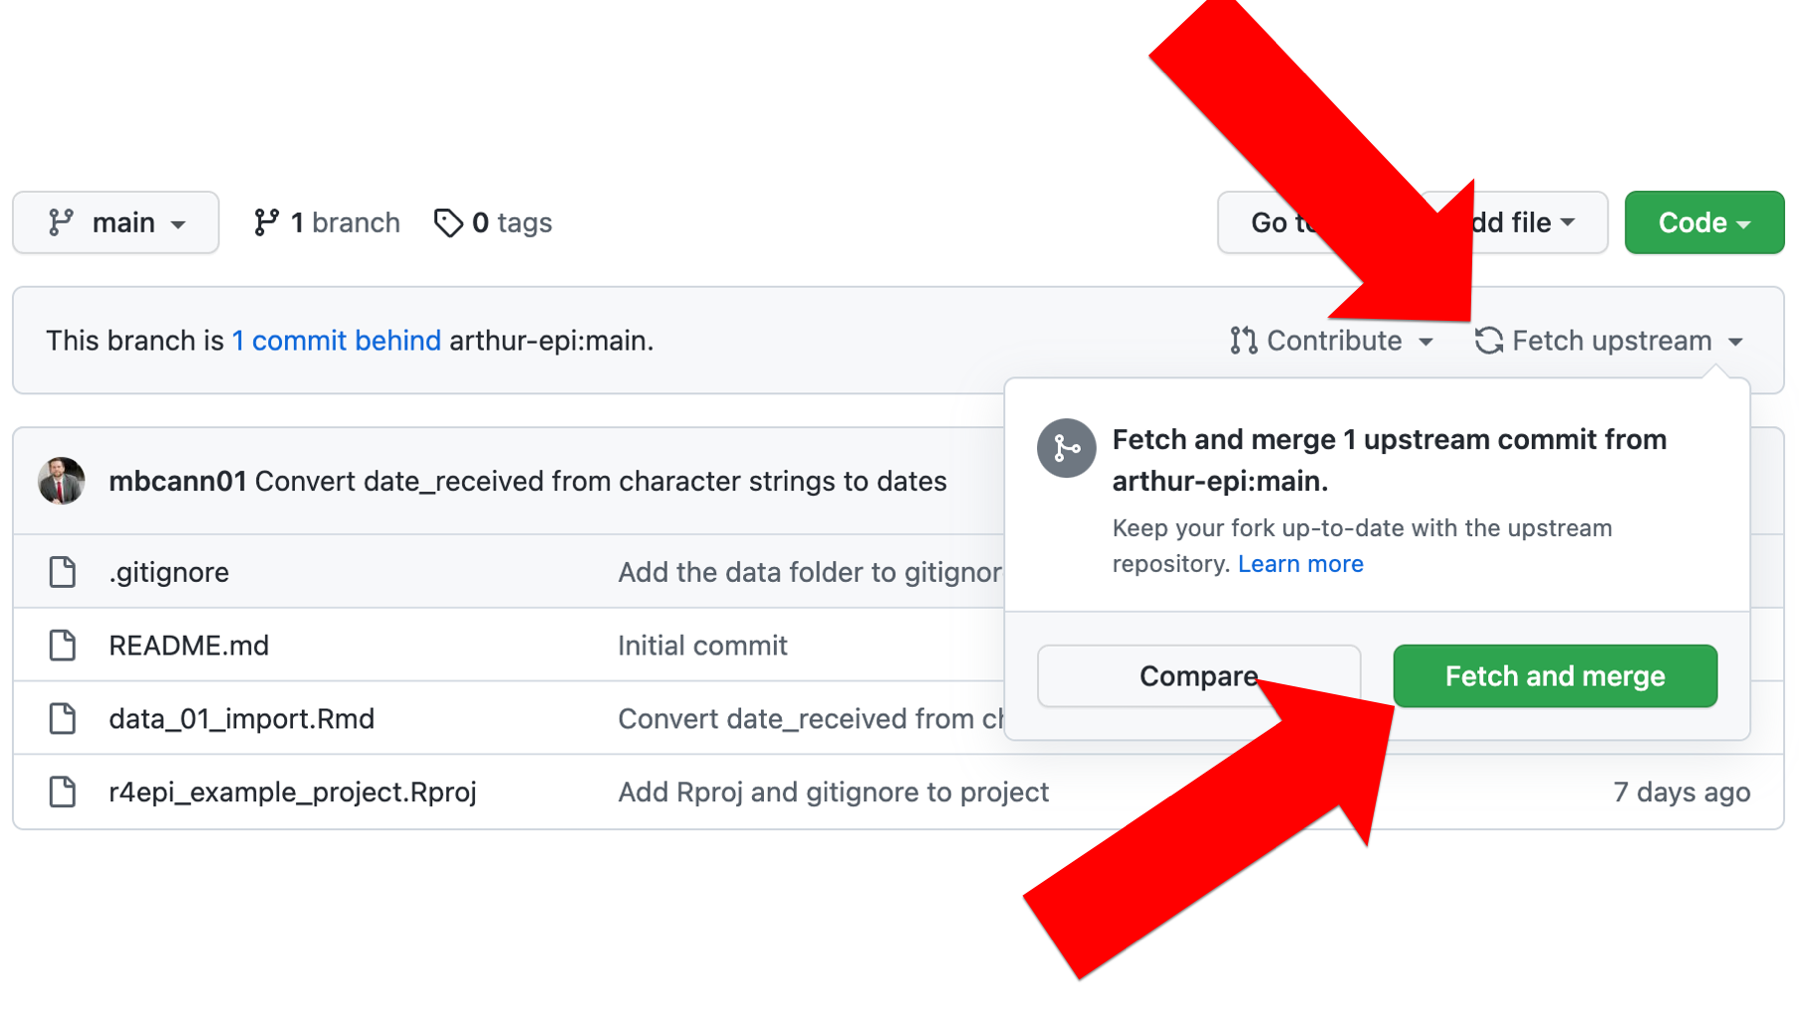 main
1 branch
0 tags
Go
dd file
Code
This branch is 1 commit behind arthur-epi:main.
Contribute
Fetch upstream
Fetch and merge 1 upstream commit from
arthur-epi:main.
Keep your fork up-to-date with the upstream
repository. Learn more
Compare
Fetch and merge
mbcann01 Convert date_received from character strings to dates
.gitignore
Add the data folder to gitignor
README.md
Initial commit
data_01_import.Rmd
Convert date_received from ch
r4epi_example_project.Rproj
Add Rproj and gitignore to project
7 days ago